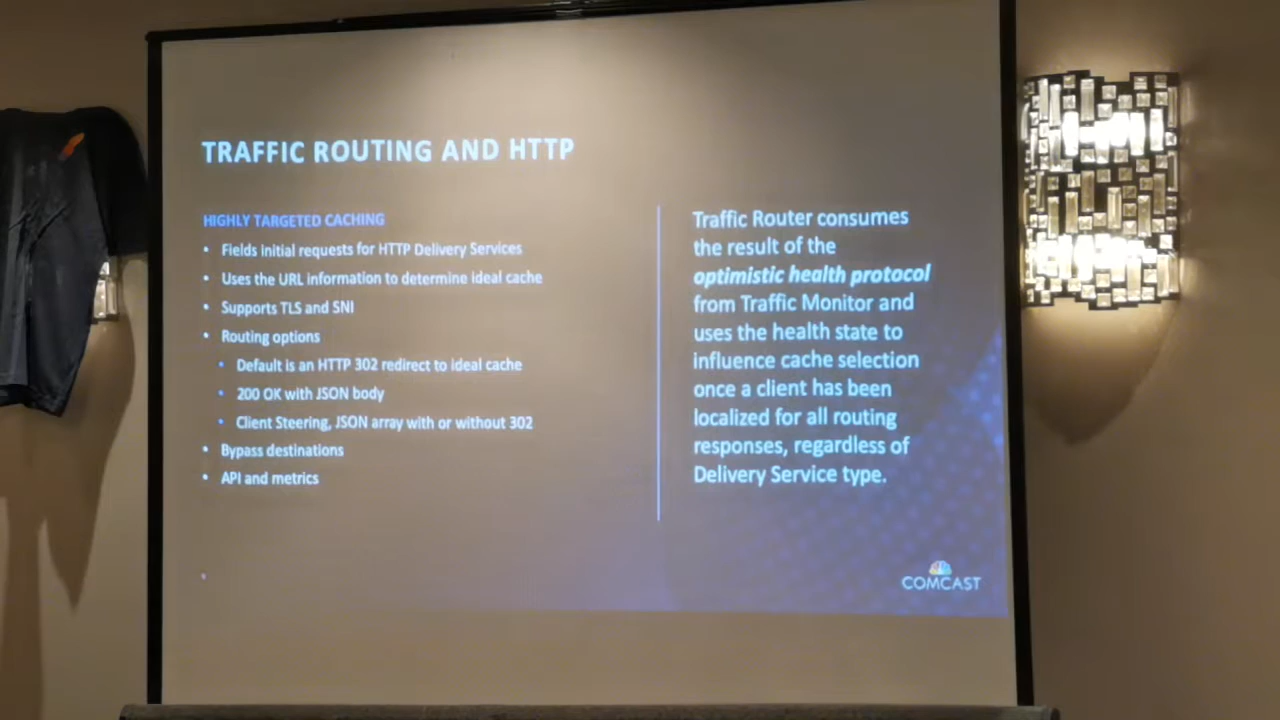 TRAFFIC ROUTING AND HTTP
HIGHLY TARGETED CACHING
• Fields initial requests for HTTP Delivery Services
• Uses the URL information to determine ideal cache
• Supports TLS and SNI
• Routing options
• Default is an HTTP 302 redirect to ideal cache
• 200 OK with JSON body
• Client Steering, JSON array with or without 302
• Bypass destinations
• API and metrics
Traffic Router consumes
the result of the
optimistic health protocol
from Traffic Monitor and
uses the health state to
influence cache selection
once a client has been
localized for all routing
responses, regardless of
Delivery Service type.
COMCAST